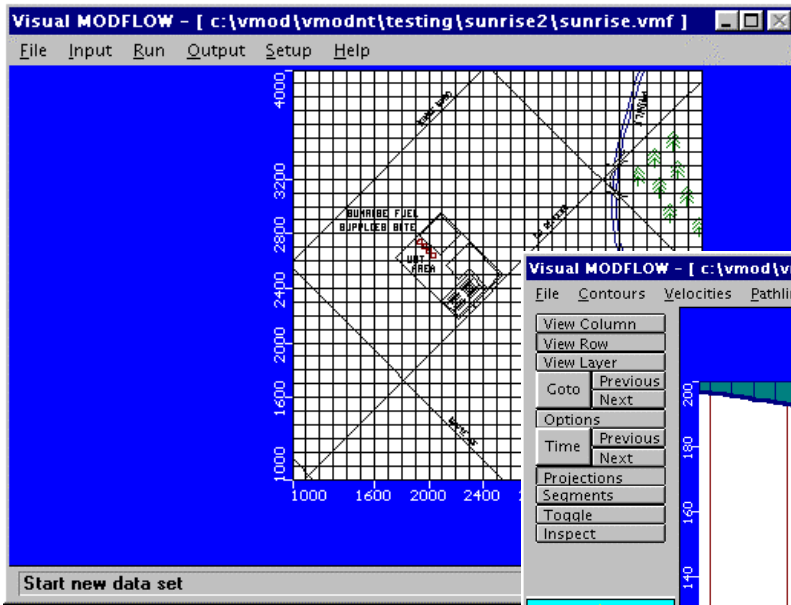 Visual MODFLOW - [ c:\vmod\vmodnt\testing\sunrise2\sunrise.vmf ]
File Input Run Output Setup Help
4000
3200
2800
2400
2000
1600
1000
SUNRISE FUEL
SUPPLIES SITE
UST
AREA
1000 1600 2000 2400
Start new data set
Visual MODFLOW - [ c:\vmod\v
File Contours Velocities Pathli
View Column
View Row
View Layer
Goto
Previous
Next
Options
Time
Previous
Next
Projections
Segments
Toggle
Inspect
200
180
160
140